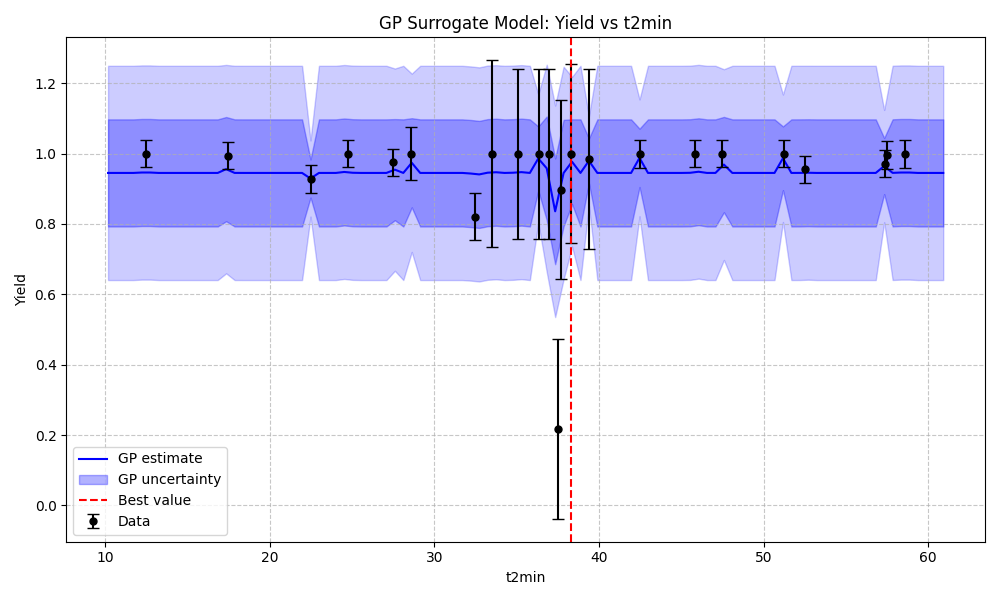 GP Surrogate Model: Yield vs t2min
Yield
1.2
1.0
0.8
0.6
0.4
0.2
0.0
GP estimate
GP uncertainty
Best value
Data
10 20 30 40 50 60
t2min